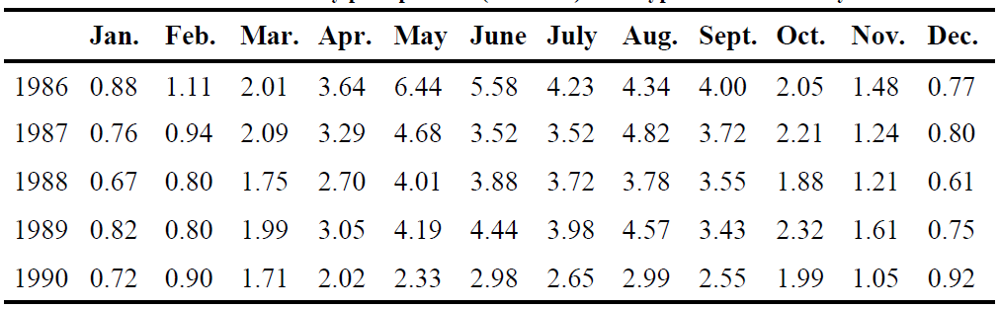 Jan. Feb. Mar. Apr. May June July Aug. Sept. Oct. Nov. Dec.
1986 0.88 1.11 2.01 3.64 6.44 5.58 4.23 4.34 4.00 2.05 1.48 0.77
1987 0.76 0.94 2.09 3.29 4.68 3.52 3.52 4.82 3.72 2.21 1.24 0.80
1988 0.67 0.80 1.75 2.70 4.01 3.88 3.72 3.78 3.55 1.88 1.21 0.61
1989 0.82 0.80 1.99 3.05 4.19 4.44 3.98 4.57 3.43 2.32 1.61 0.75
1990 0.72 0.90 1.71 2.02 2.33 2.98 2.65 2.99 2.55 1.99 1.05 0.92